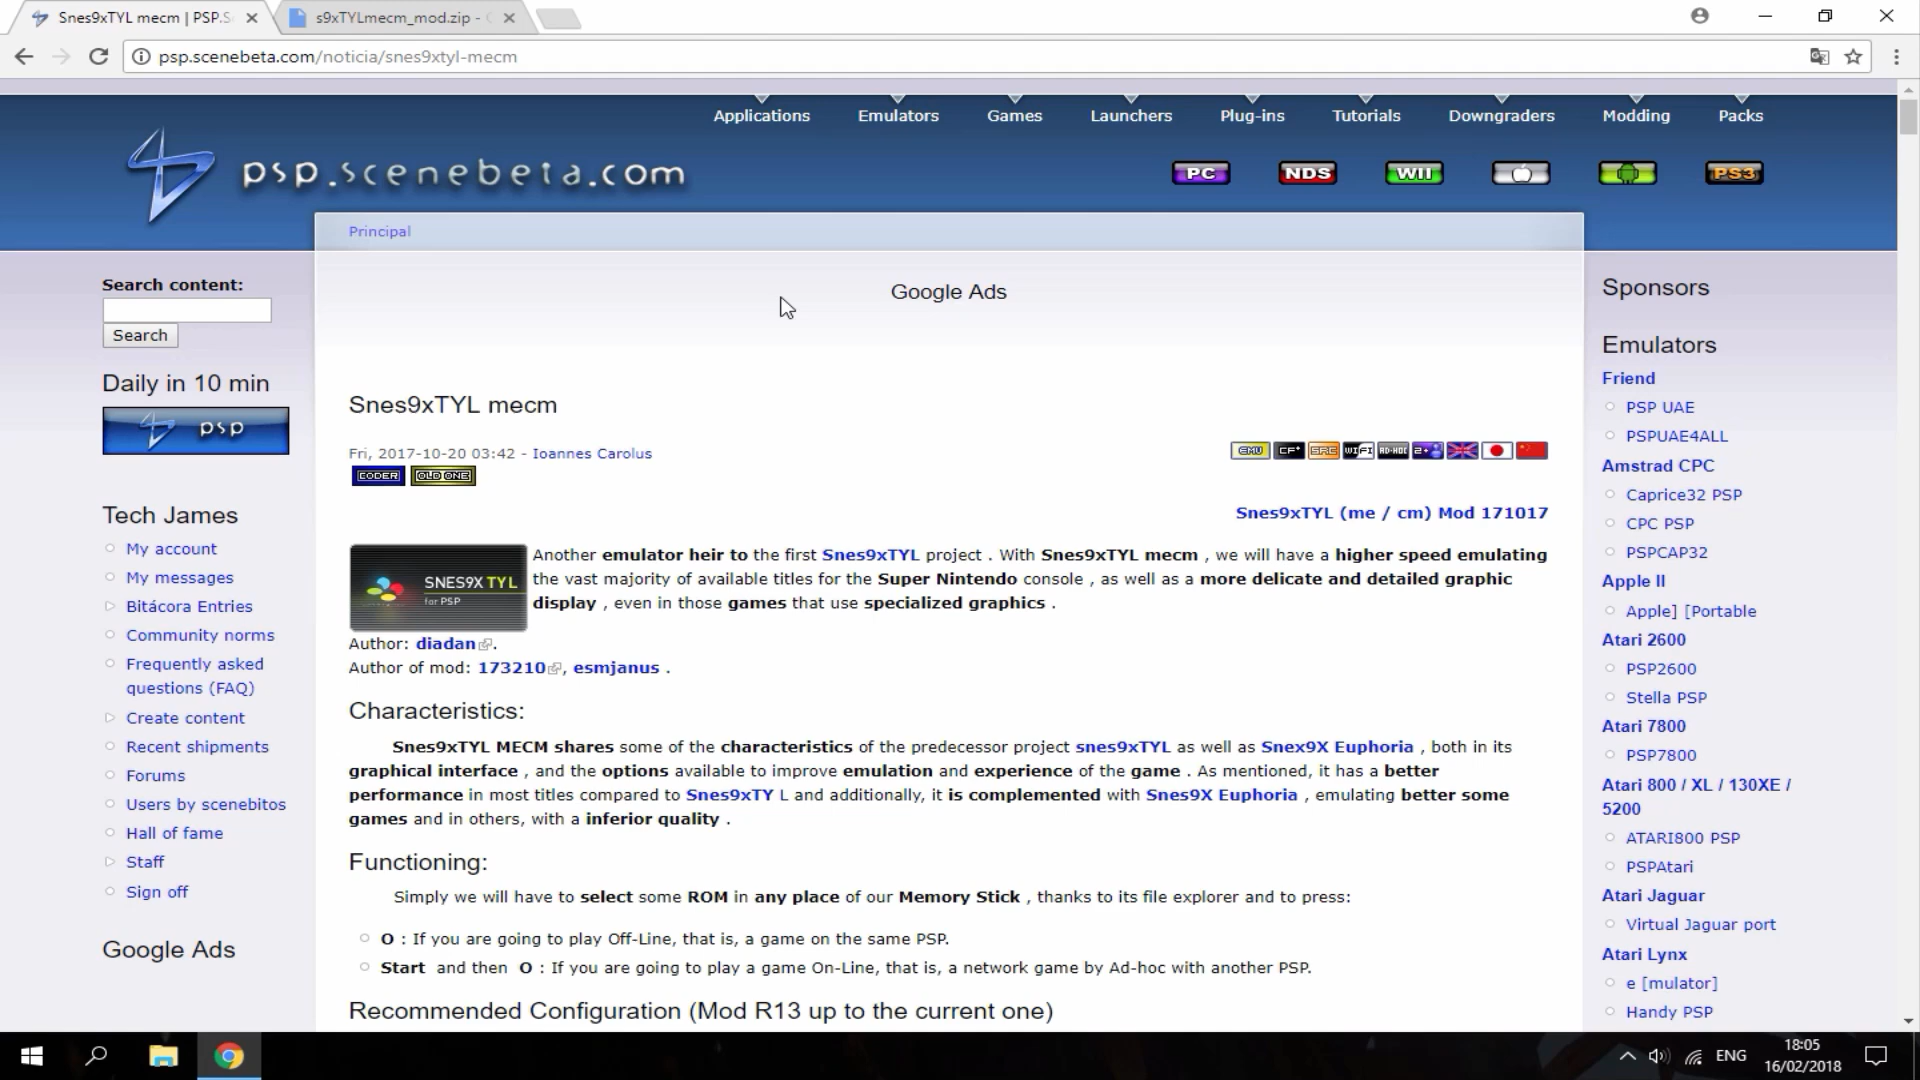 Snes9xTYL mecm | PSP.S
s9xTYLmecm_mod.zip -
psp.scenebeta.com/noticia/snes9xtyl-mecm
Applications
Emulators
Games
Launchers
Plug-ins
Tutorials
Downgraders
Modding
Packs
psp.scenebeta.com
PC
NDS
WII
PS3
Principal
Search content:
Search
Daily in 10 min
psp
Tech James
My account
My messages
Bitácora Entries
Community norms
Frequently asked
questions (FAQ)
Create content
Recent shipments
Forums
Users by scenebitos
Hall of fame
Staff
Sign off
Google Ads
Google Ads
Snes9xTYL mecm
Fri, 2017-10-20 03:42 - Ioannes Carolus
EMU CF* SRC WIFI AD-HOC 2+
CODER OLD ONE
Snes9xTYL (me / cm) Mod 171017
SNES9X TYL
for PSP
Another emulator heir to the first Snes9xTYL project . With Snes9xTYL mecm , we will have a higher speed emulating
the vast majority of available titles for the Super Nintendo console , as well as a more delicate and detailed graphic
display , even in those games that use specialized graphics .
Author: diadan .
Author of mod: 173210 , esmjanus .
Characteristics:
Snes9xTYL MECM shares some of the characteristics of the predecessor project snes9xTYL as well as Snex9X Euphoria , both in its
graphical interface , and the options available to improve emulation and experience of the game . As mentioned, it has a better
performance in most titles compared to Snes9xTY L and additionally, it is complemented with Snes9X Euphoria , emulating better some
games and in others, with a inferior quality .
Functioning:
Simply we will have to select some ROM in any place of our Memory Stick , thanks to its file explorer and to press:
O : If you are going to play Off-Line, that is, a game on the same PSP.
Start and then O : If you are going to play a game On-Line, that is, a network game by Ad-hoc with another PSP.
Recommended Configuration (Mod R13 up to the current one)
Sponsors
Emulators
Friend
PSP UAE
PSPUAE4ALL
Amstrad CPC
Caprice32 PSP
CPC PSP
PSPCAP32
Apple II
Apple] [Portable
Atari 2600
PSP2600
Stella PSP
Atari 7800
PSP7800
Atari 800 / XL / 130XE /
5200
ATARI800 PSP
PSPAtari
Atari Jaguar
Virtual Jaguar port
Atari Lynx
e [mulator]
Handy PSP
ENG
18:05
16/02/2018